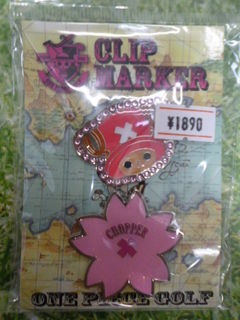 CLIP
MARKER
¥1890
CHOPPER
ONE PIECE GOLF